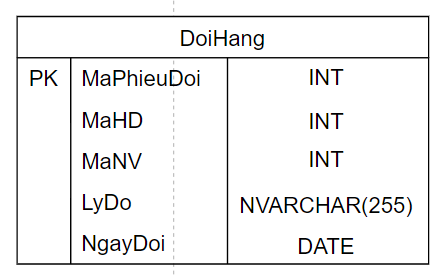 DoiHang
PK MaPhieuDoi INT
MaHD INT
MaNV INT
LyDo NVARCHAR(255)
NgayDoi DATE